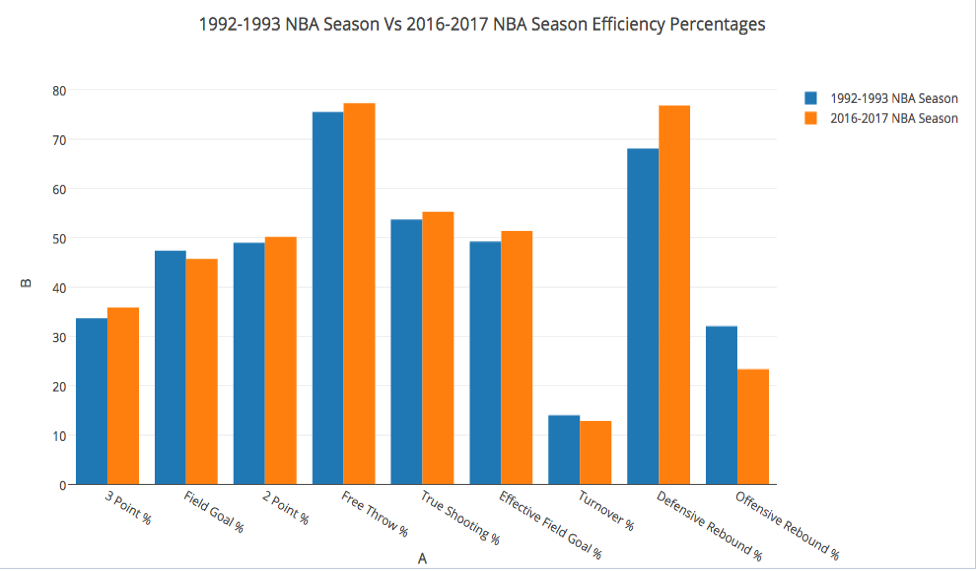 1992-1993 NBA Season Vs 2016-2017 NBA Season Efficiency Percentages
80
70
60
50
40
30
20
10
0
B
1992-1993 NBA Season
2016-2017 NBA Season
3 Point %
Field Goal %
2 Point %
Free Throw %
True Shooting %
Effective Field Goal %
Turnover %
Defensive Rebound %
Offensive Rebound %
A